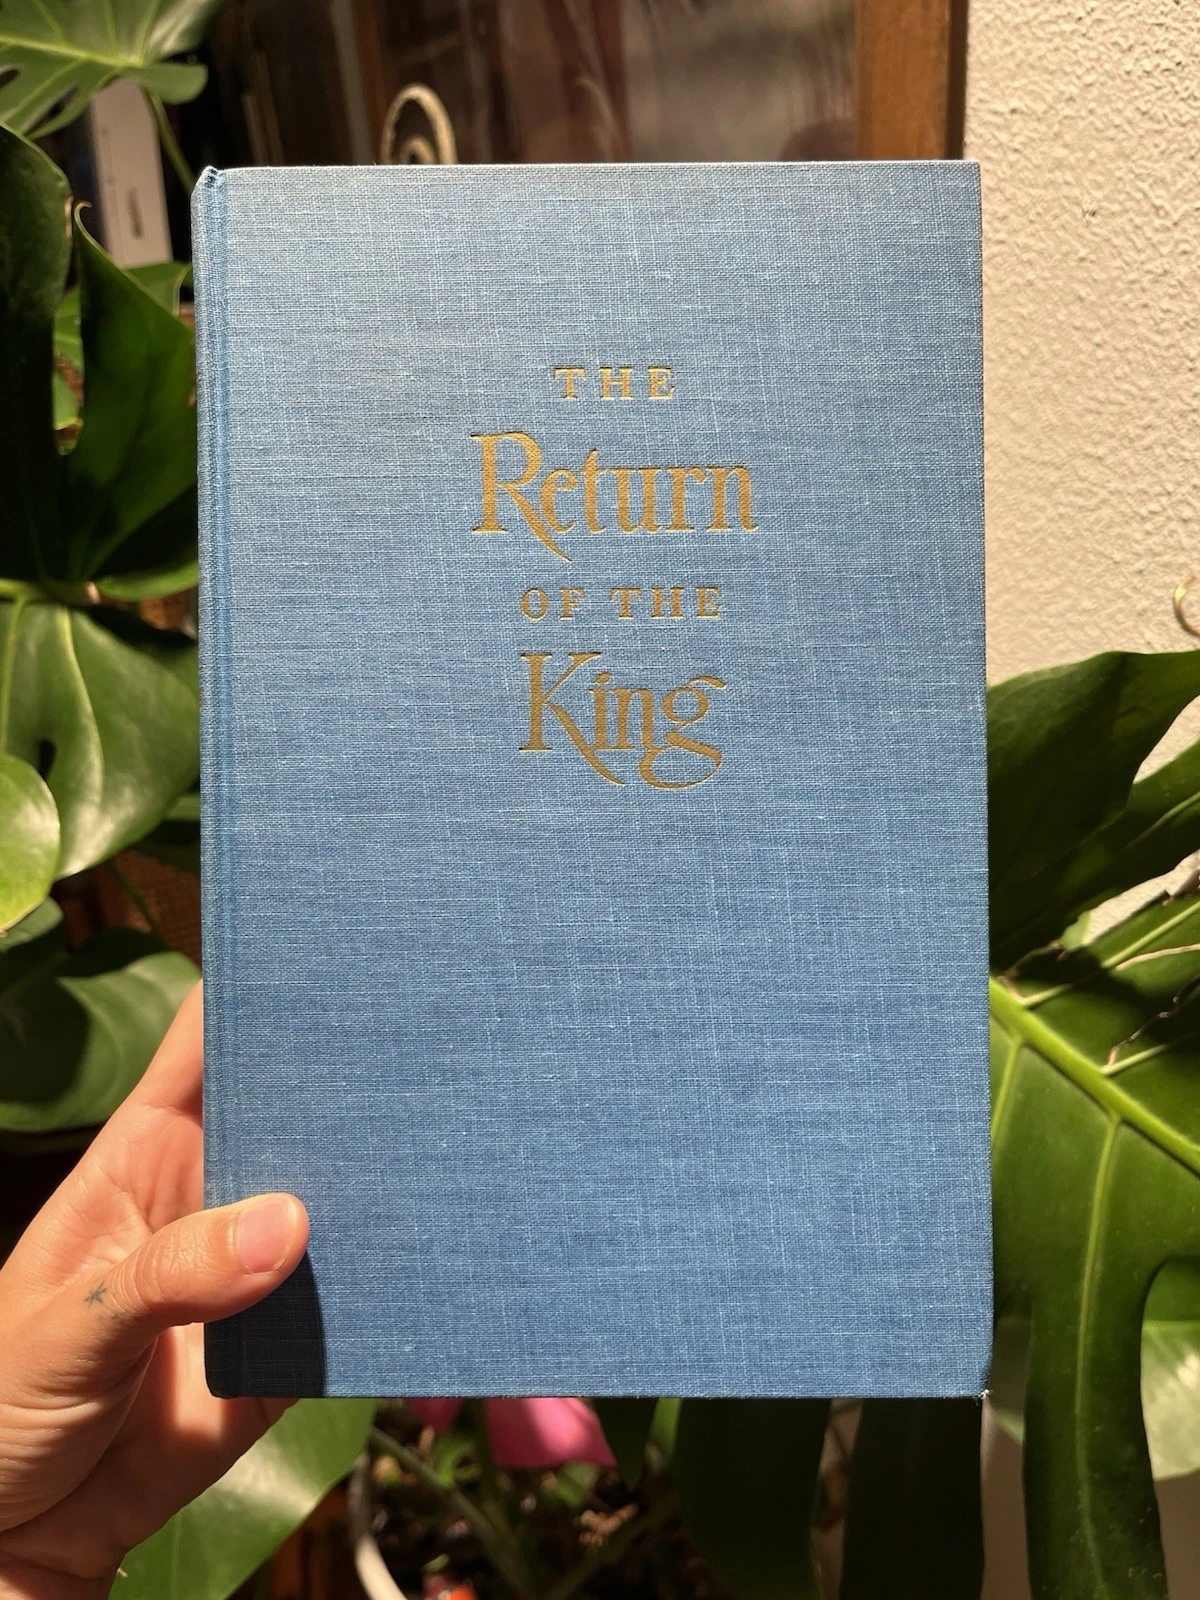 THE
Return
OF THE
King